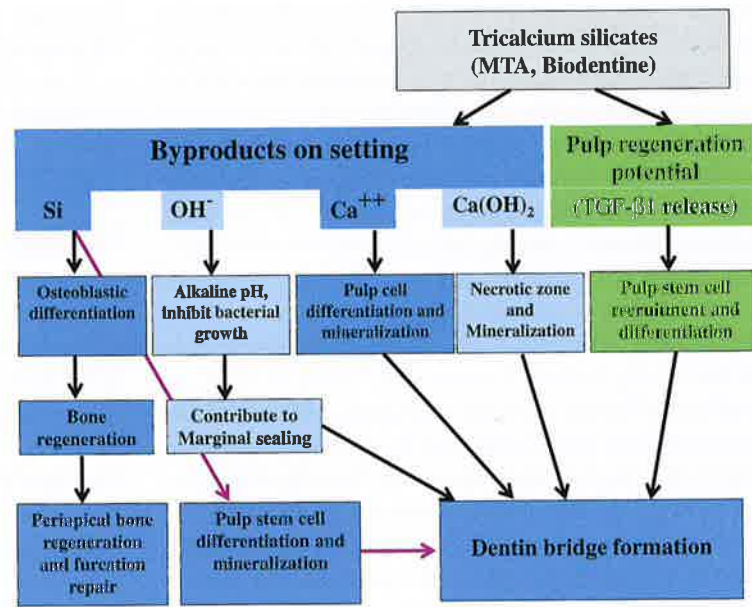 Tricalcium silicates
(MTA, Biodentine)
Byproducts on setting
Pulp regeneration
potential
(TGF-β1 release)
Si
OH⁻
Ca⁺⁺
Ca(OH)₂
Osteoblastic
differentiation
Alkaline pH,
inhibit bacterial
growth
Pulp cell
differentiation and
mineralization
Necrotic zone
and
Mineralization
Pulp stem cell
recruitment and
differentiation
Bone
regeneration
Contribute to
Marginal sealing
Periapical bone
regeneration
and furcation
repair
Pulp stem cell
differentiation and
mineralization
Dentin bridge formation